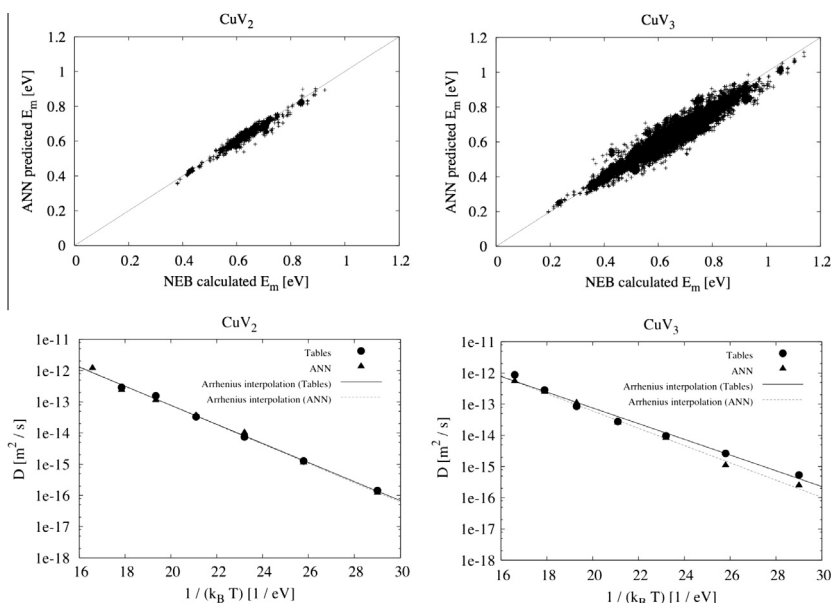 CuV2
1.2
1
0.8
0.6
0.4
0.2
0
ANN predicted Em [eV]
0 0.2 0.4 0.6 0.8 1 1.2
NEB calculated Em [eV]
CuV3
1.2
1
0.8
0.6
0.4
0.2
0
ANN predicted Em [eV]
0 0.2 0.4 0.6 0.8 1 1.2
NEB calculated Em [eV]
CuV2
1e-11
1e-12
1e-13
1e-14
1e-15
1e-16
1e-17
1e-18
D [m2 / s]
Tables
ANN
Arrhenius interpolation (Tables)
Arrhenius interpolation (ANN)
16 18 20 22 24 26 28 30
1 / (kB T) [1 / eV]
CuV3
1e-11
1e-12
1e-13
1e-14
1e-15
1e-16
1e-17
1e-18
D [m2 / s]
Tables
ANN
Arrhenius interpolation (Tables)
Arrhenius interpolation (ANN)
16 18 20 22 24 26 28 30
1 / (kB T) [1 / eV]